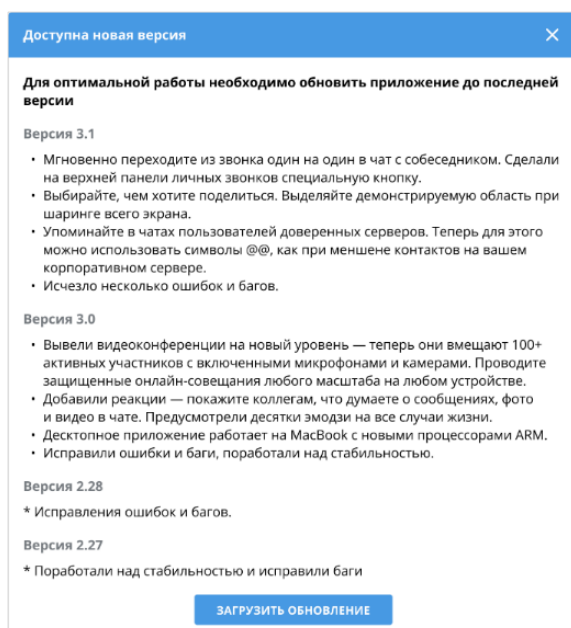 Доступна новая версия
Для оптимальной работы необходимо обновить приложение до последней
версии
Версия 3.1
• Мгновенно переходите из звонка один на один в чат с собеседником. Сделали
на верхней панели личных звонков специальную кнопку.
• Выбирайте, чем хотите поделиться. Выделяйте демонстрируемую область при
шаринге всего экрана.
• Упоминайте в чатах пользователей доверенных серверов. Теперь для этого
можно использовать символы @@, как при меншене контактов на вашем
корпоративном сервере.
• Исчезло несколько ошибок и багов.
Версия 3.0
• Вывели видеоконференции на новый уровень — теперь они вмещают 100+
активных участников с включенными микрофонами и камерами. Проводите
защищенные онлайн-совещания любого масштаба на любом устройстве.
• Добавили реакции — покажите коллегам, что думаете о сообщениях, фото
и видео в чате. Предусмотрели десятки эмодзи на все случаи жизни.
• Десктопное приложение работает на MacBook с новыми процессорами ARM.
• Исправили ошибки и баги, поработали над стабильностью.
Версия 2.28
* Исправления ошибок и багов.
Версия 2.27
* Поработали над стабильностью и исправили баги
ЗАГРУЗИТЬ ОБНОВЛЕНИЕ